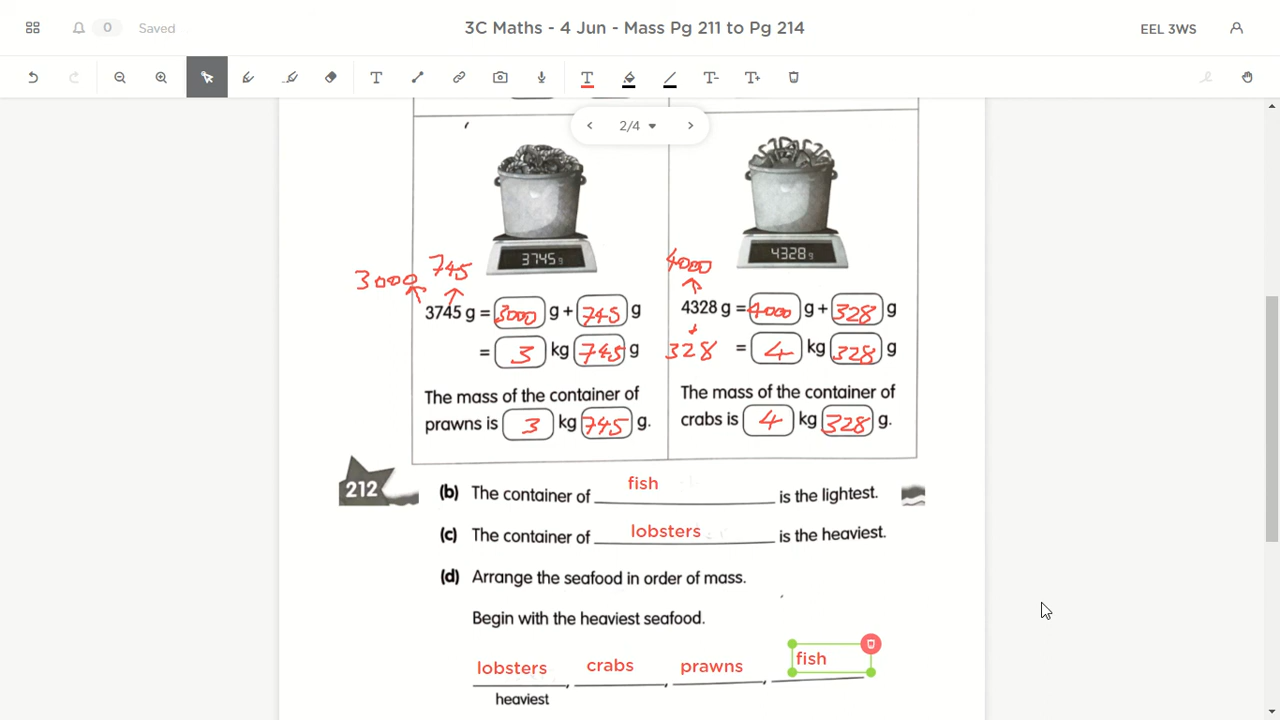 0 Saved
3C Maths - 4 Jun - Mass Pg 211 to Pg 214
EEL 3WS
T T T- T+
2/4
3745g
4328g
3000 745
4000
3745 g = 3000 g + 745 g
= 3 kg 745 g
The mass of the container of
prawns is 3 kg 745 g.
4328 g = 4000 g + 328 g
328 = 4 kg 328 g
The mass of the container of
crabs is 4 kg 328 g.
212
(b) The container of fish is the lightest.
(c) The container of lobsters is the heaviest.
(d) Arrange the seafood in order of mass.
Begin with the heaviest seafood.
lobsters, crabs, prawns, fish
heaviest